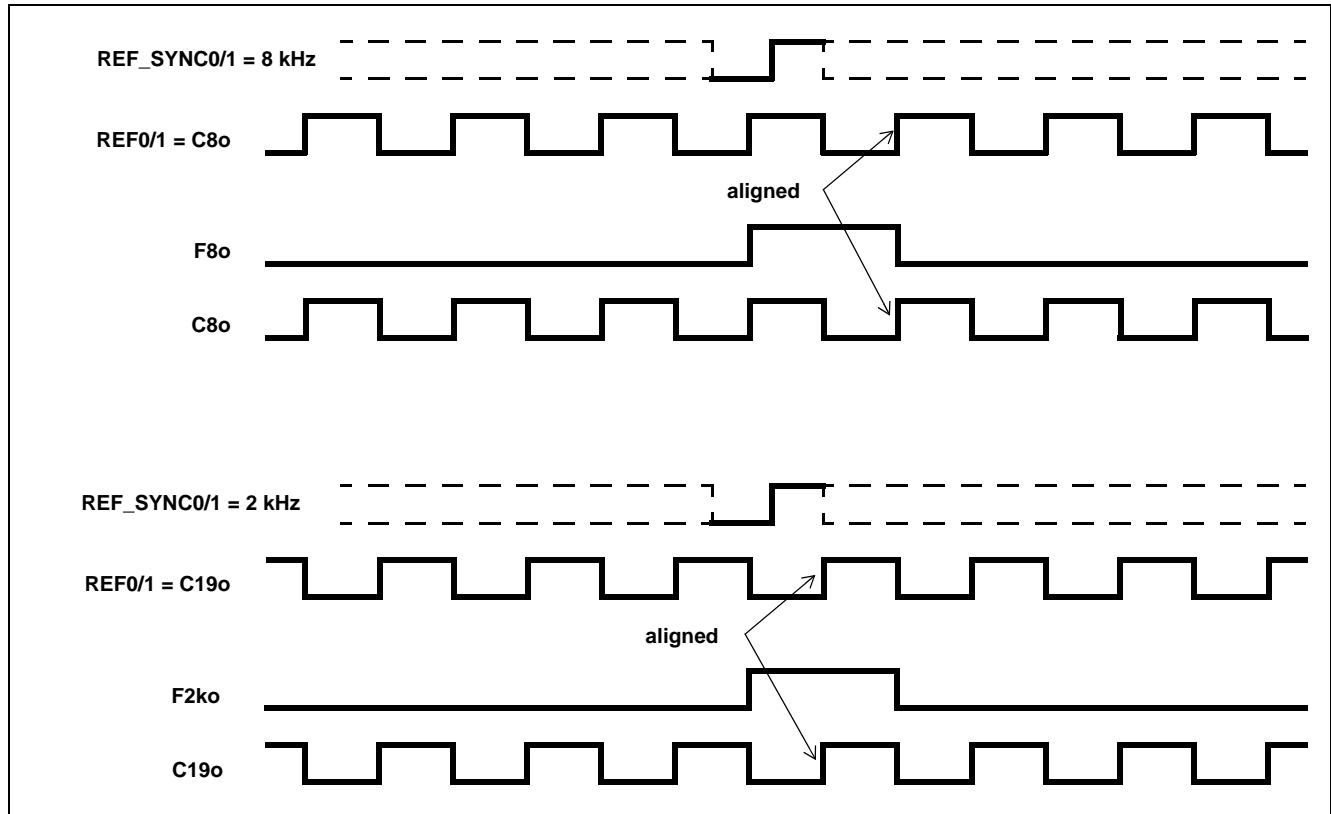 REF_SYNC0/1 = 8 kHz
REF0/1 = C8o
aligned
F8o
C8o
REF_SYNC0/1 = 2 kHz
REF0/1 = C19o
aligned
F2ko
C19o